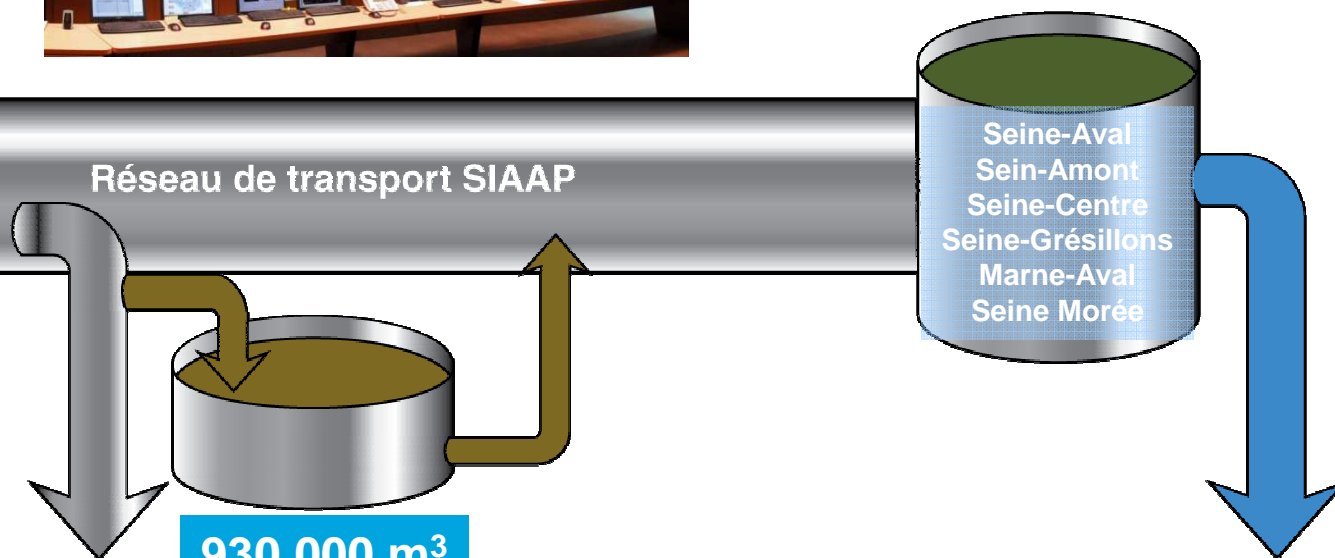 Réseau de transport SIAAP
Seine-Aval
Sein-Amont
Seine-Centre
Seine-Grésillons
Marne-Aval
Seine Morée
930 000 m³